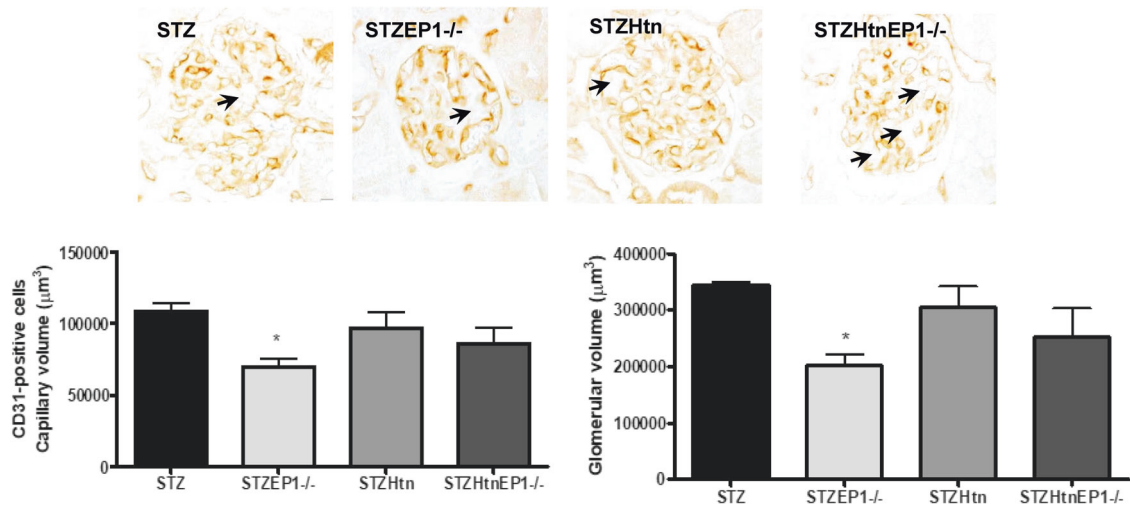 STZ
STZEP1-/-
STZHtn
STZHtnEP1-/-
CD31-positive cells
Capillary volume (μm³)
150000
100000
50000
0
*
STZ
STZEP1-/-
STZHtn
STZHtnEP1-/-
Glomerular volume (μm³)
400000
300000
200000
100000
0
*
STZ
STZEP1-/-
STZHtn
STZHtnEP1-/-